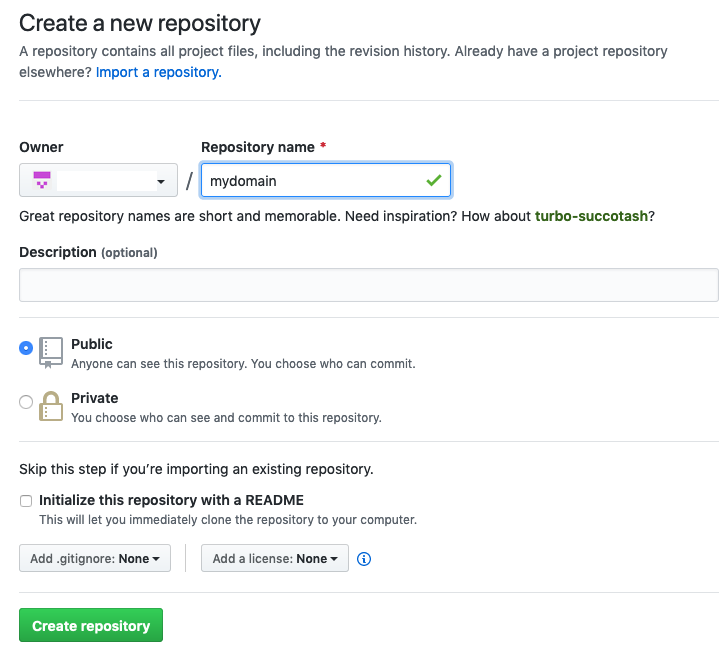 Create a new repository
A repository contains all project files, including the revision history. Already have a project repository
elsewhere? Import a repository.
Owner
Repository name *
/
mydomain
Great repository names are short and memorable. Need inspiration? How about turbo-succotash?
Description (optional)
Public
Anyone can see this repository. You choose who can commit.
Private
You choose who can see and commit to this repository.
Skip this step if you’re importing an existing repository.
Initialize this repository with a README
This will let you immediately clone the repository to your computer.
Add .gitignore: None
Add a license: None
Create repository